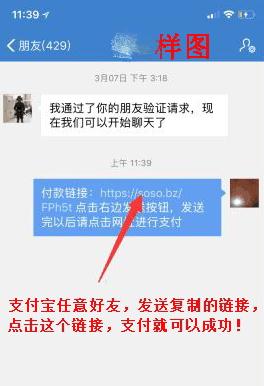 11:39
朋友(429)
样图
3月07日 下午 3:18
我通过了你的朋友验证请求，现
在我们可以开始聊天了
上午 11:39
付款链接：https://soso.bz/
FPh5t 点击右边发送按钮，发送
完以后请点击网址进行支付
支付宝任意好友，发送复制的链接，
点击这个链接，支付就可以成功！